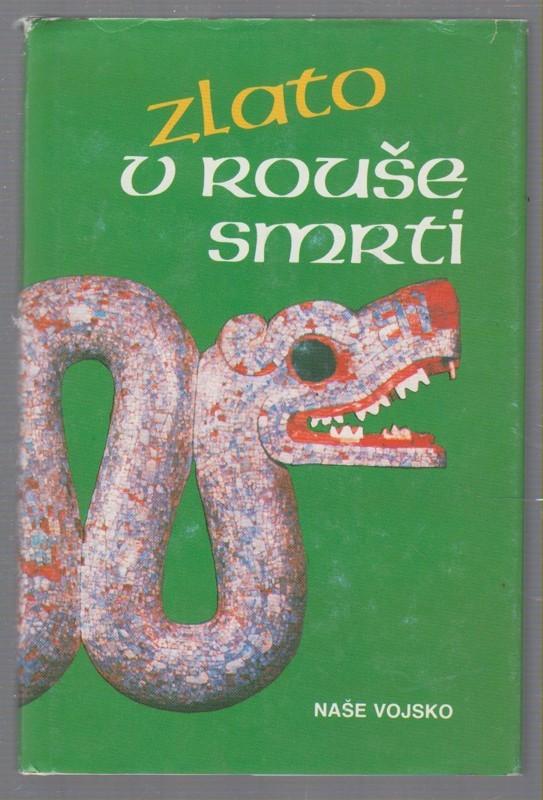 zlato
v rouše
smrti
NAŠE VOJSKO